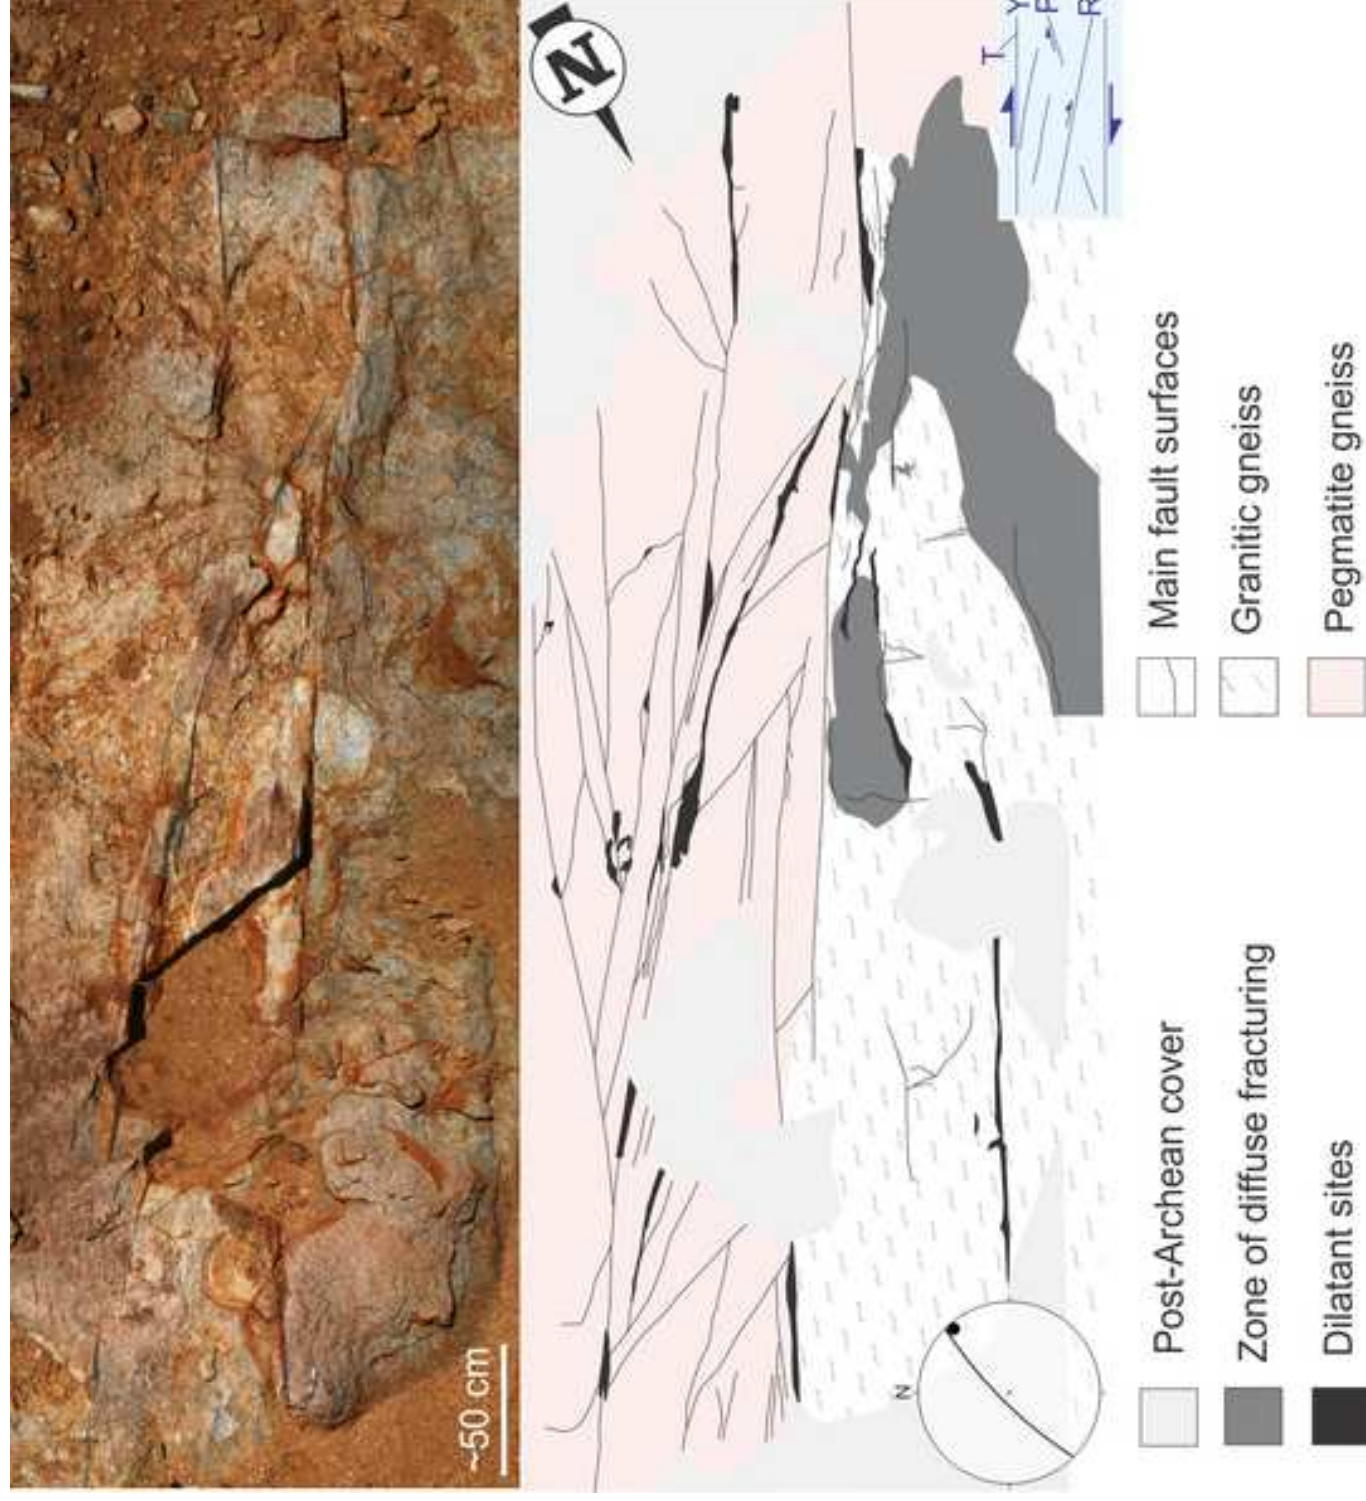 ~50 cm
N
T
Y
P
R
N
Post-Archean cover
Zone of diffuse fracturing
Dilatant sites
Main fault surfaces
Granitic gneiss
Pegmatite gneiss